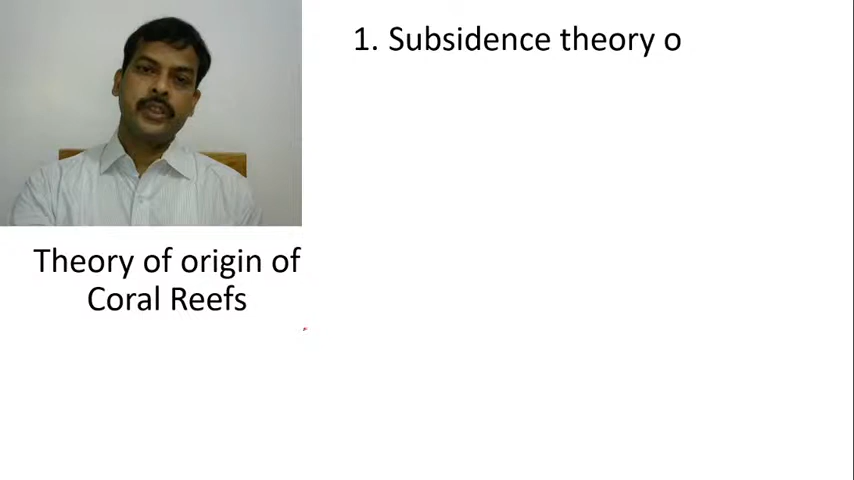 1. Subsidence theory o
Theory of origin of
Coral Reefs